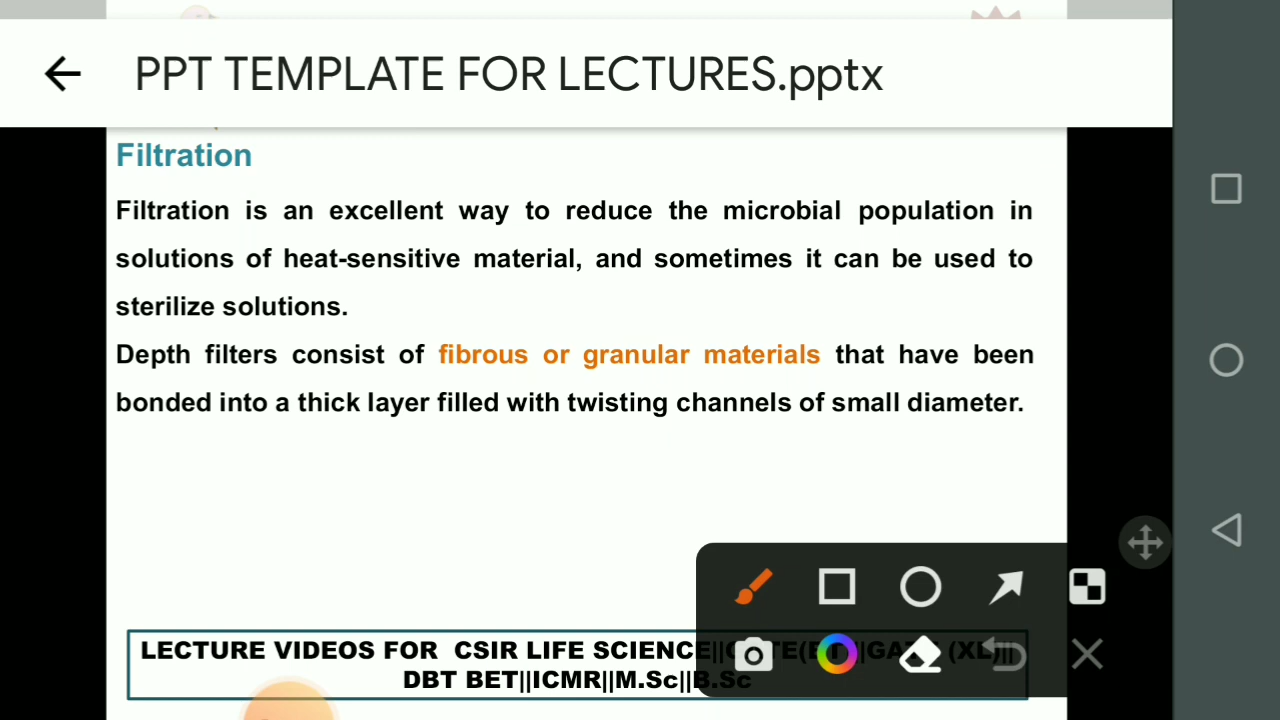 PPT TEMPLATE FOR LECTURES.pptx
Filtration
Filtration is an excellent way to reduce the microbial population in
solutions of heat-sensitive material, and sometimes it can be used to
sterilize solutions.
Depth filters consist of fibrous or granular materials that have been
bonded into a thick layer filled with twisting channels of small diameter.
LECTURE VIDEOS FOR CSIR LIFE SCIENCE||
DBT BET||ICMR||M.Sc||B.Sc